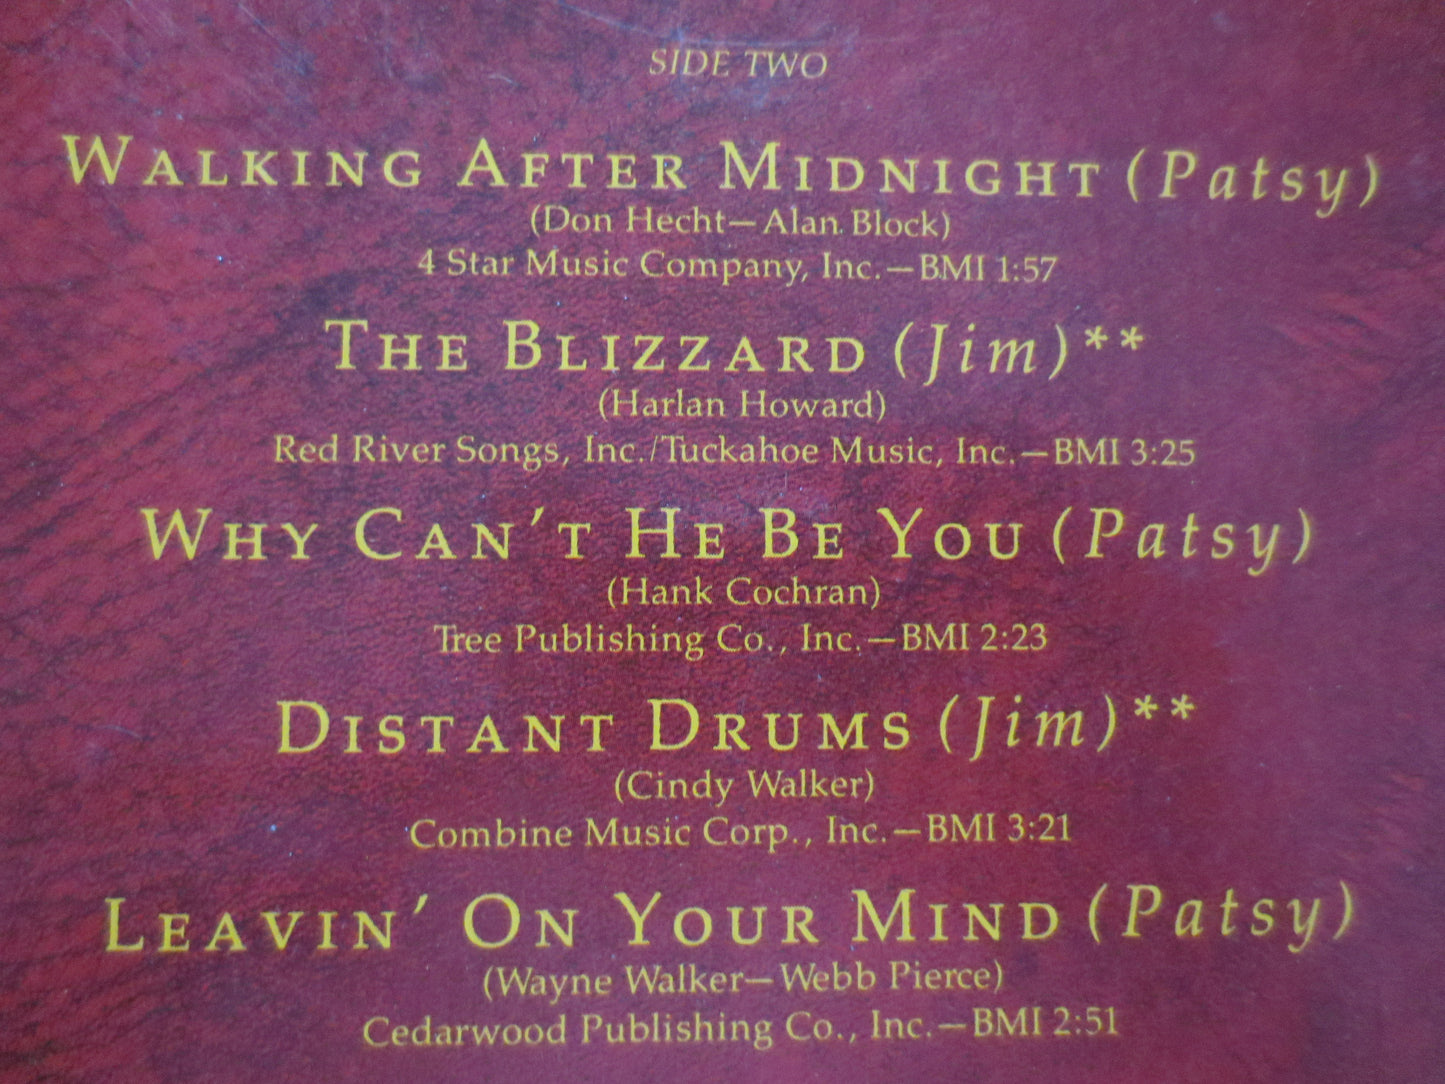 SIDE TWO
WALKING AFTER MIDNIGHT (Patsy)
(Don Hecht—Alan Block)
4 Star Music Company, Inc.—BMI 1:57
THE BLIZZARD (Jim)**
(Harlan Howard)
Red River Songs, Inc./Tuckahoe Music, Inc.—BMI 3:25
WHY CAN'T HE BE YOU (Patsy)
(Hank Cochran)
Tree Publishing Co., Inc.—BMI 2:23
DISTANT DRUMS (Jim)**
(Cindy Walker)
Combine Music Corp., Inc.—BMI 3:21
LEAVIN' ON YOUR MIND (Patsy)
(Wayne Walker—Webb Pierce)
Cedarwood Publishing Co., Inc.—BMI 2:51